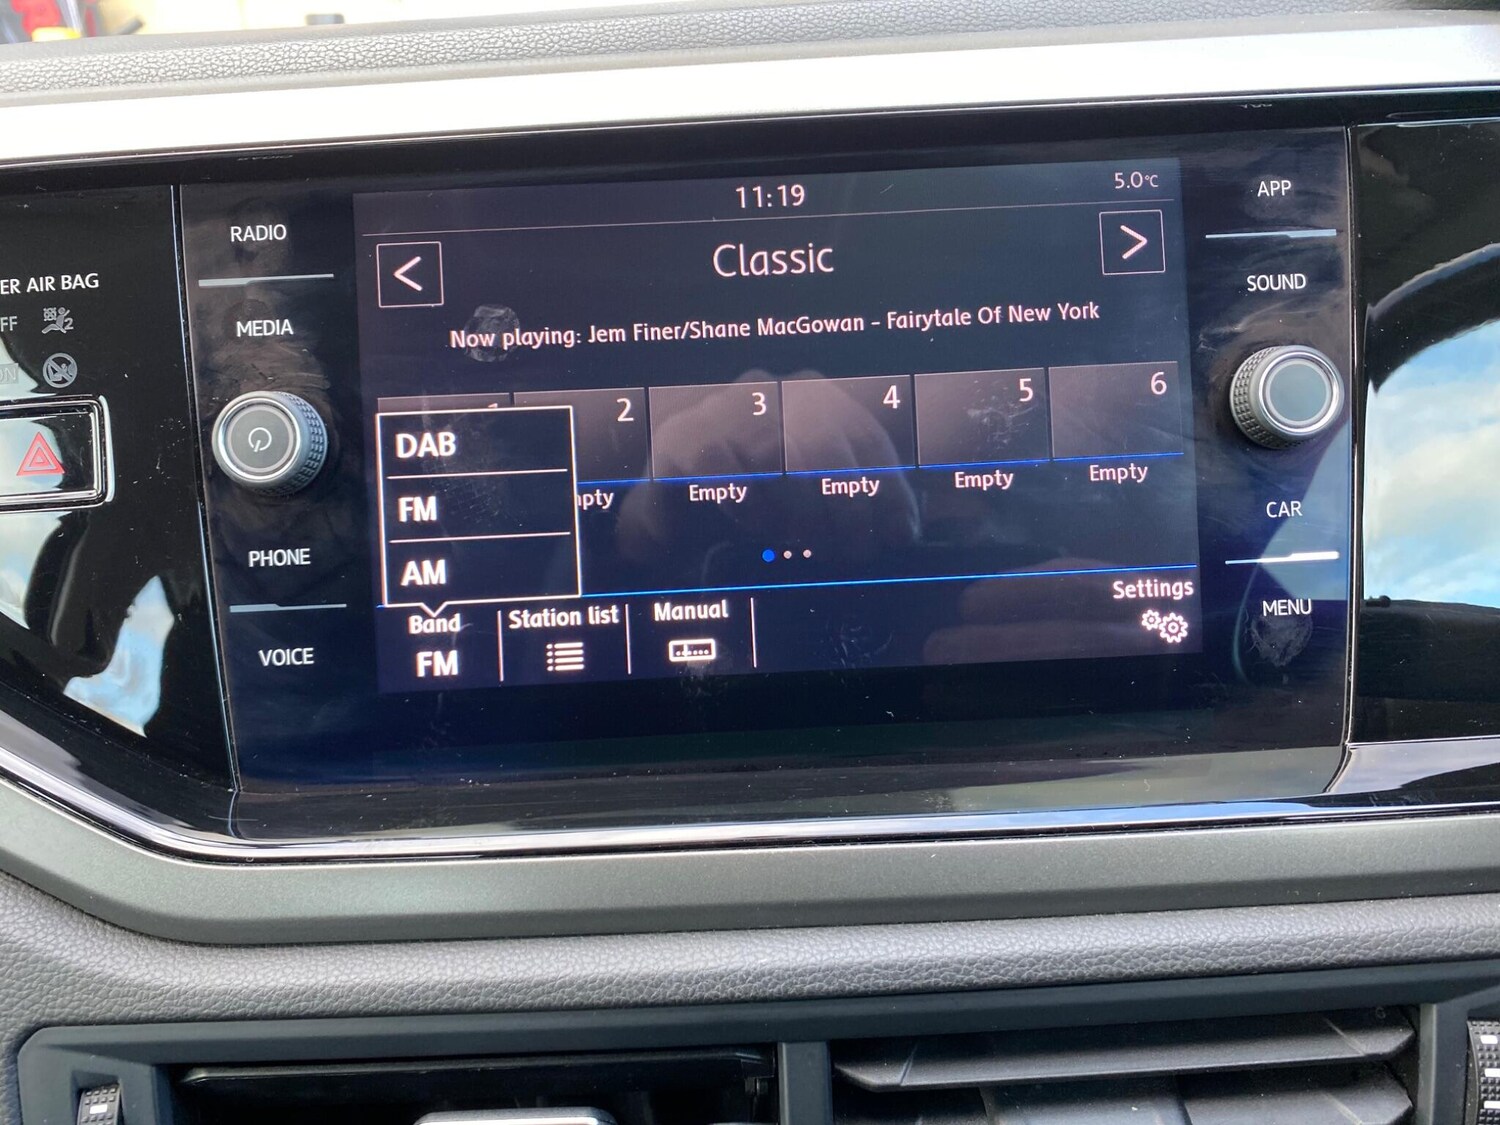 11:19
5.0°C
<
Classic
>
Now playing: Jem Finer/Shane MacGowan - Fairytale Of New York
2
3
4
5
6
Empty
Empty
Empty
Empty
DAB
FM
AM
Band
FM
Station list
Manual
Settings
RADIO
MEDIA
PHONE
VOICE
APP
SOUND
CAR
MENU
AIR BAG